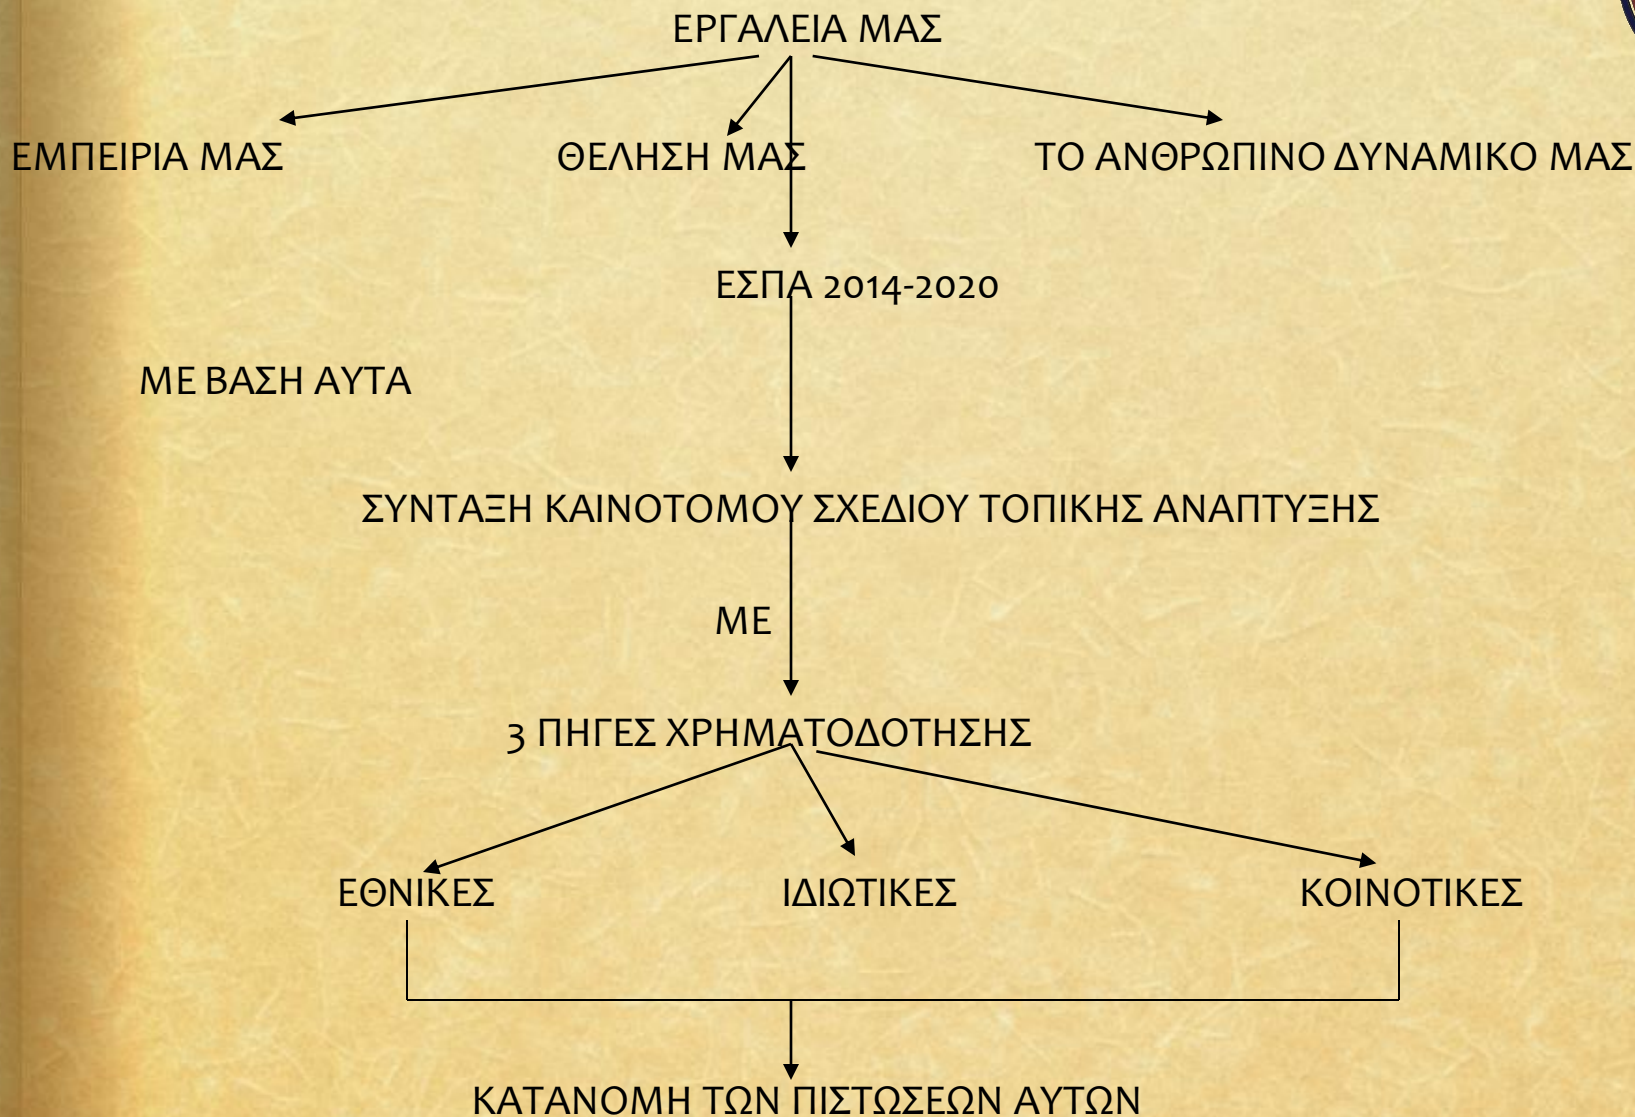 ΕΡΓΑΛΕΙΑ ΜΑΣ
ΕΜΠΕΙΡΙΑ ΜΑΣ
ΘΕΛΗΣΗ ΜΑΣ
ΤΟ ΑΝΘΡΩΠΙΝΟ ΔΥΝΑΜΙΚΟ ΜΑΣ
ΕΣΠΑ 2014-2020
ΜΕ ΒΑΣΗ ΑΥΤΑ
ΣΥΝΤΑΞΗ ΚΑΙΝΟΤΟΜΟΥ ΣΧΕΔΙΟΥ ΤΟΠΙΚΗΣ ΑΝΑΠΤΥΞΗΣ
ΜΕ
3 ΠΗΓΕΣ ΧΡΗΜΑΤΟΔΟΤΗΣΗΣ
ΕΘΝΙΚΕΣ
ΙΔΙΩΤΙΚΕΣ
ΚΟΙΝΟΤΙΚΕΣ
ΚΑΤΑΝΟΜΗ ΤΩΝ ΠΙΣΤΩΣΕΩΝ ΑΥΤΩΝ